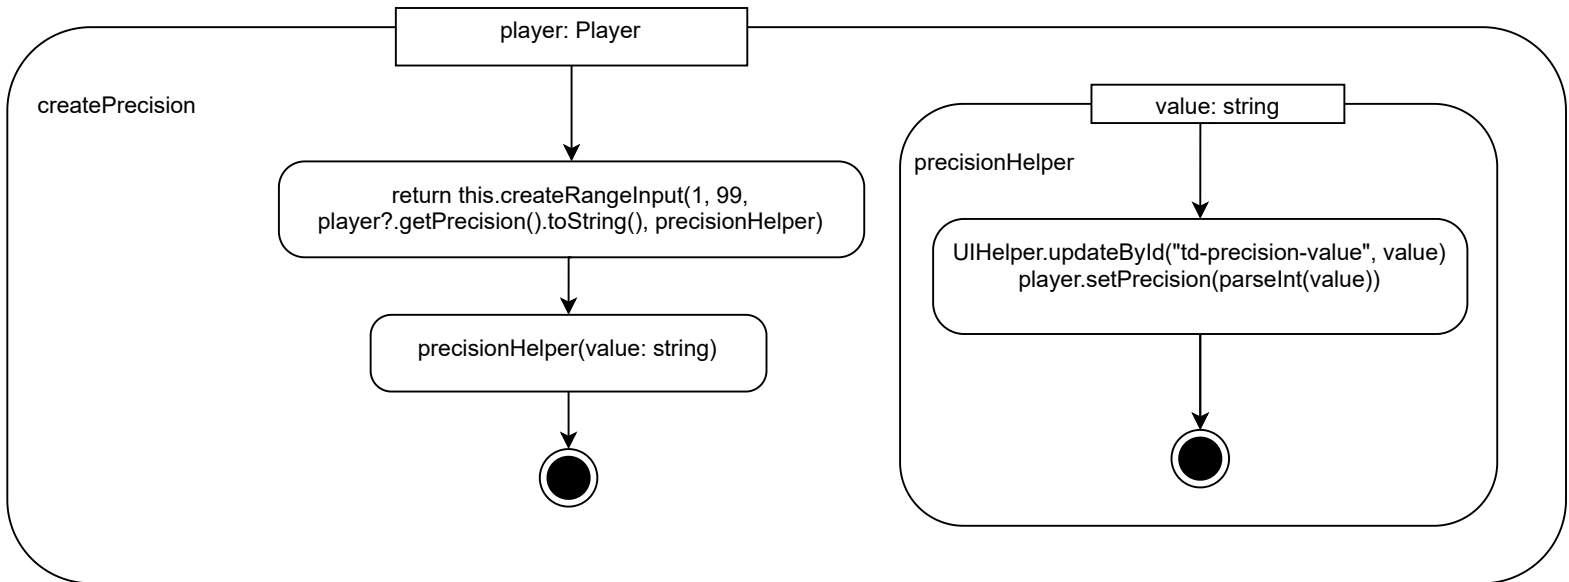 player: Player
createPrecision
return this.createRangeInput(1, 99,
player?.getPrecision().toString(), precisionHelper)
precisionHelper(value: string)
value: string
precisionHelper
UIHelper.updateById("td-precision-value", value)
player.setPrecision(parseInt(value))